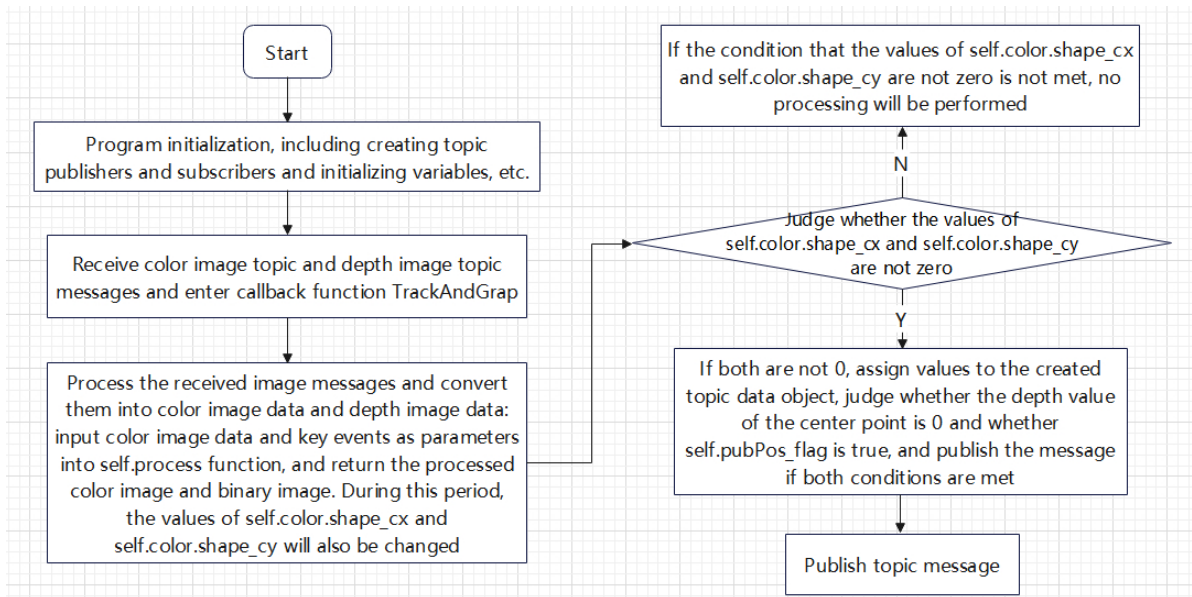 Start
Program initialization, including creating topic
publishers and subscribers and initializing variables, etc.
Receive color image topic and depth image topic
messages and enter callback function TrackAndGrap
Process the received image messages and convert
them into color image data and depth image data:
input color image data and key events as parameters
into self.process function, and return the processed
color image and binary image. During this period,
the values of self.color.shape_cx and
self.color.shape_cy will also be changed
If the condition that the values of self.color.shape_cx
and self.color.shape_cy are not zero is not met, no
processing will be performed
N
Judge whether the values of
self.color.shape_cx and self.color.shape_cy
are not zero
Y
If both are not 0, assign values to the created
topic data object, judge whether the depth value
of the center point is 0 and whether
self.pubPos_flag is true, and publish the message
if both conditions are met
Publish topic message